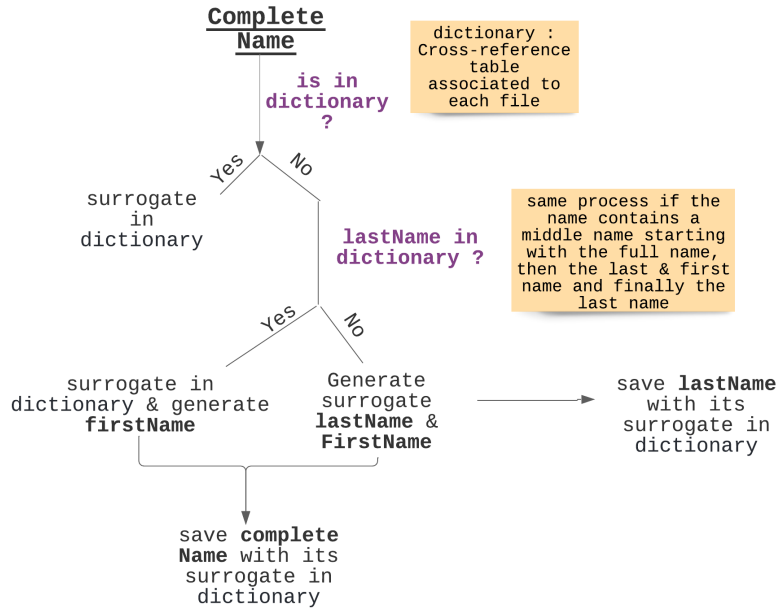 Complete
Name
dictionary :
Cross-reference
table
associated to
each file
is in
dictionary
?
Yes
No
surrogate
in
dictionary
same process if the
name contains a
middle name starting
with the full name,
then the last & first
name and finally the
last name
lastName in
dictionary ?
Yes
No
surrogate in
dictionary & generate
firstName
Generate
surrogate
lastName &
FirstName
save lastName
with its
surrogate in
dictionary
save complete
Name with its
surrogate in
dictionary